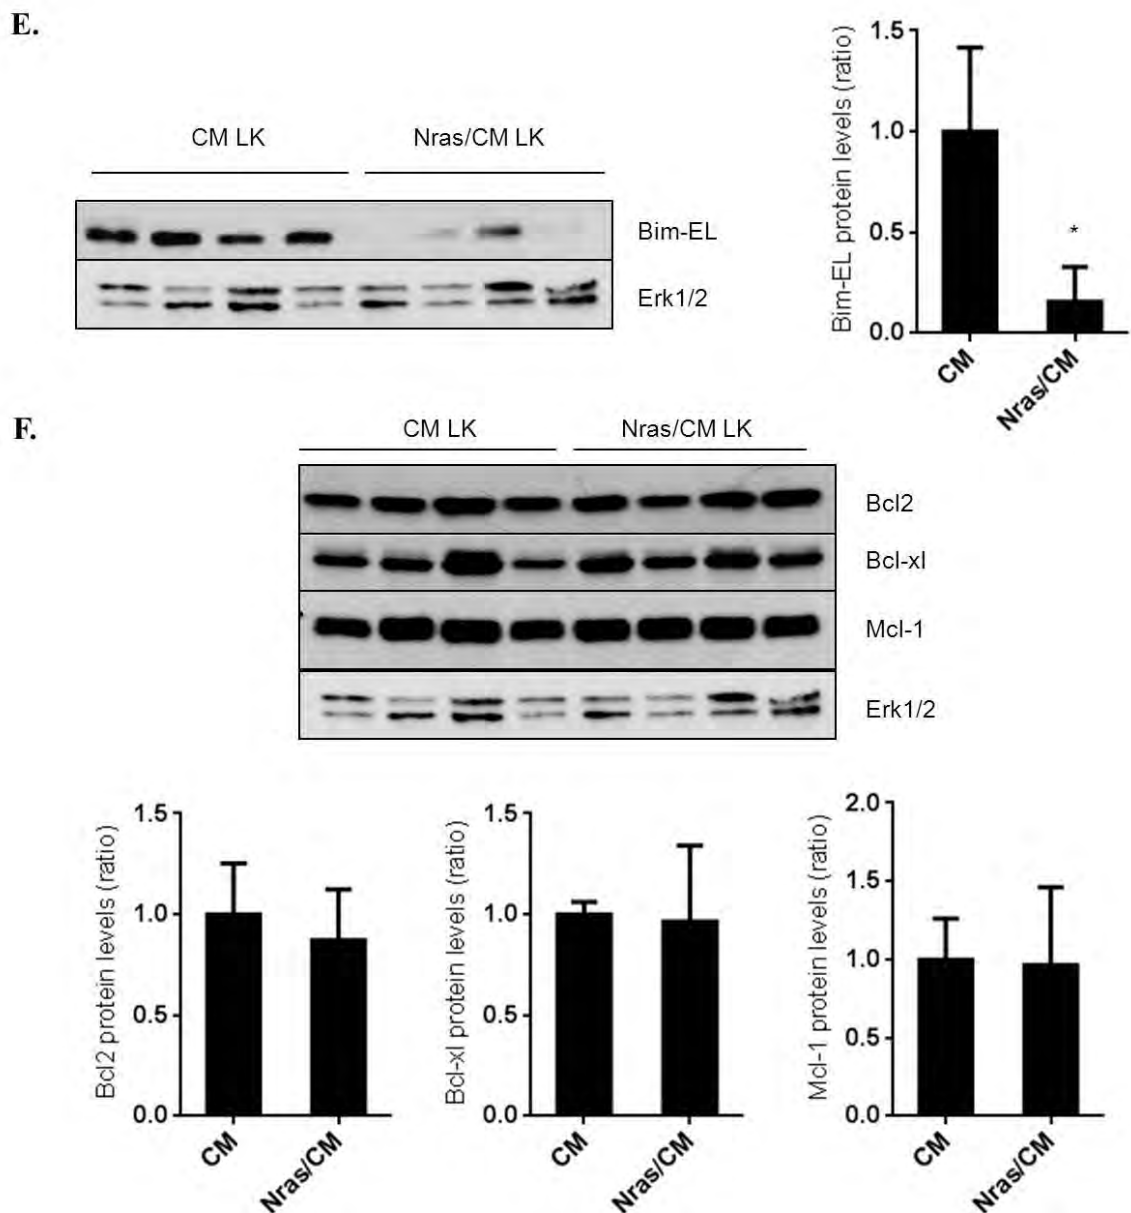 E.
CM LK
Nras/CM LK
Bim-EL
Erk1/2
Bim-EL protein levels (ratio)
1.5
1.0
0.5
0.0
*
CM
Nras/CM
F.
CM LK
Nras/CM LK
Bcl2
Bcl-xl
Mcl-1
Erk1/2
Bcl2 protein levels (ratio)
1.5
1.0
0.5
0.0
CM
Nras/CM
Bcl-xl protein levels (ratio)
1.5
1.0
0.5
0.0
CM
Nras/CM
Mcl-1 protein levels (ratio)
2.0
1.5
1.0
0.5
0.0
CM
Nras/CM